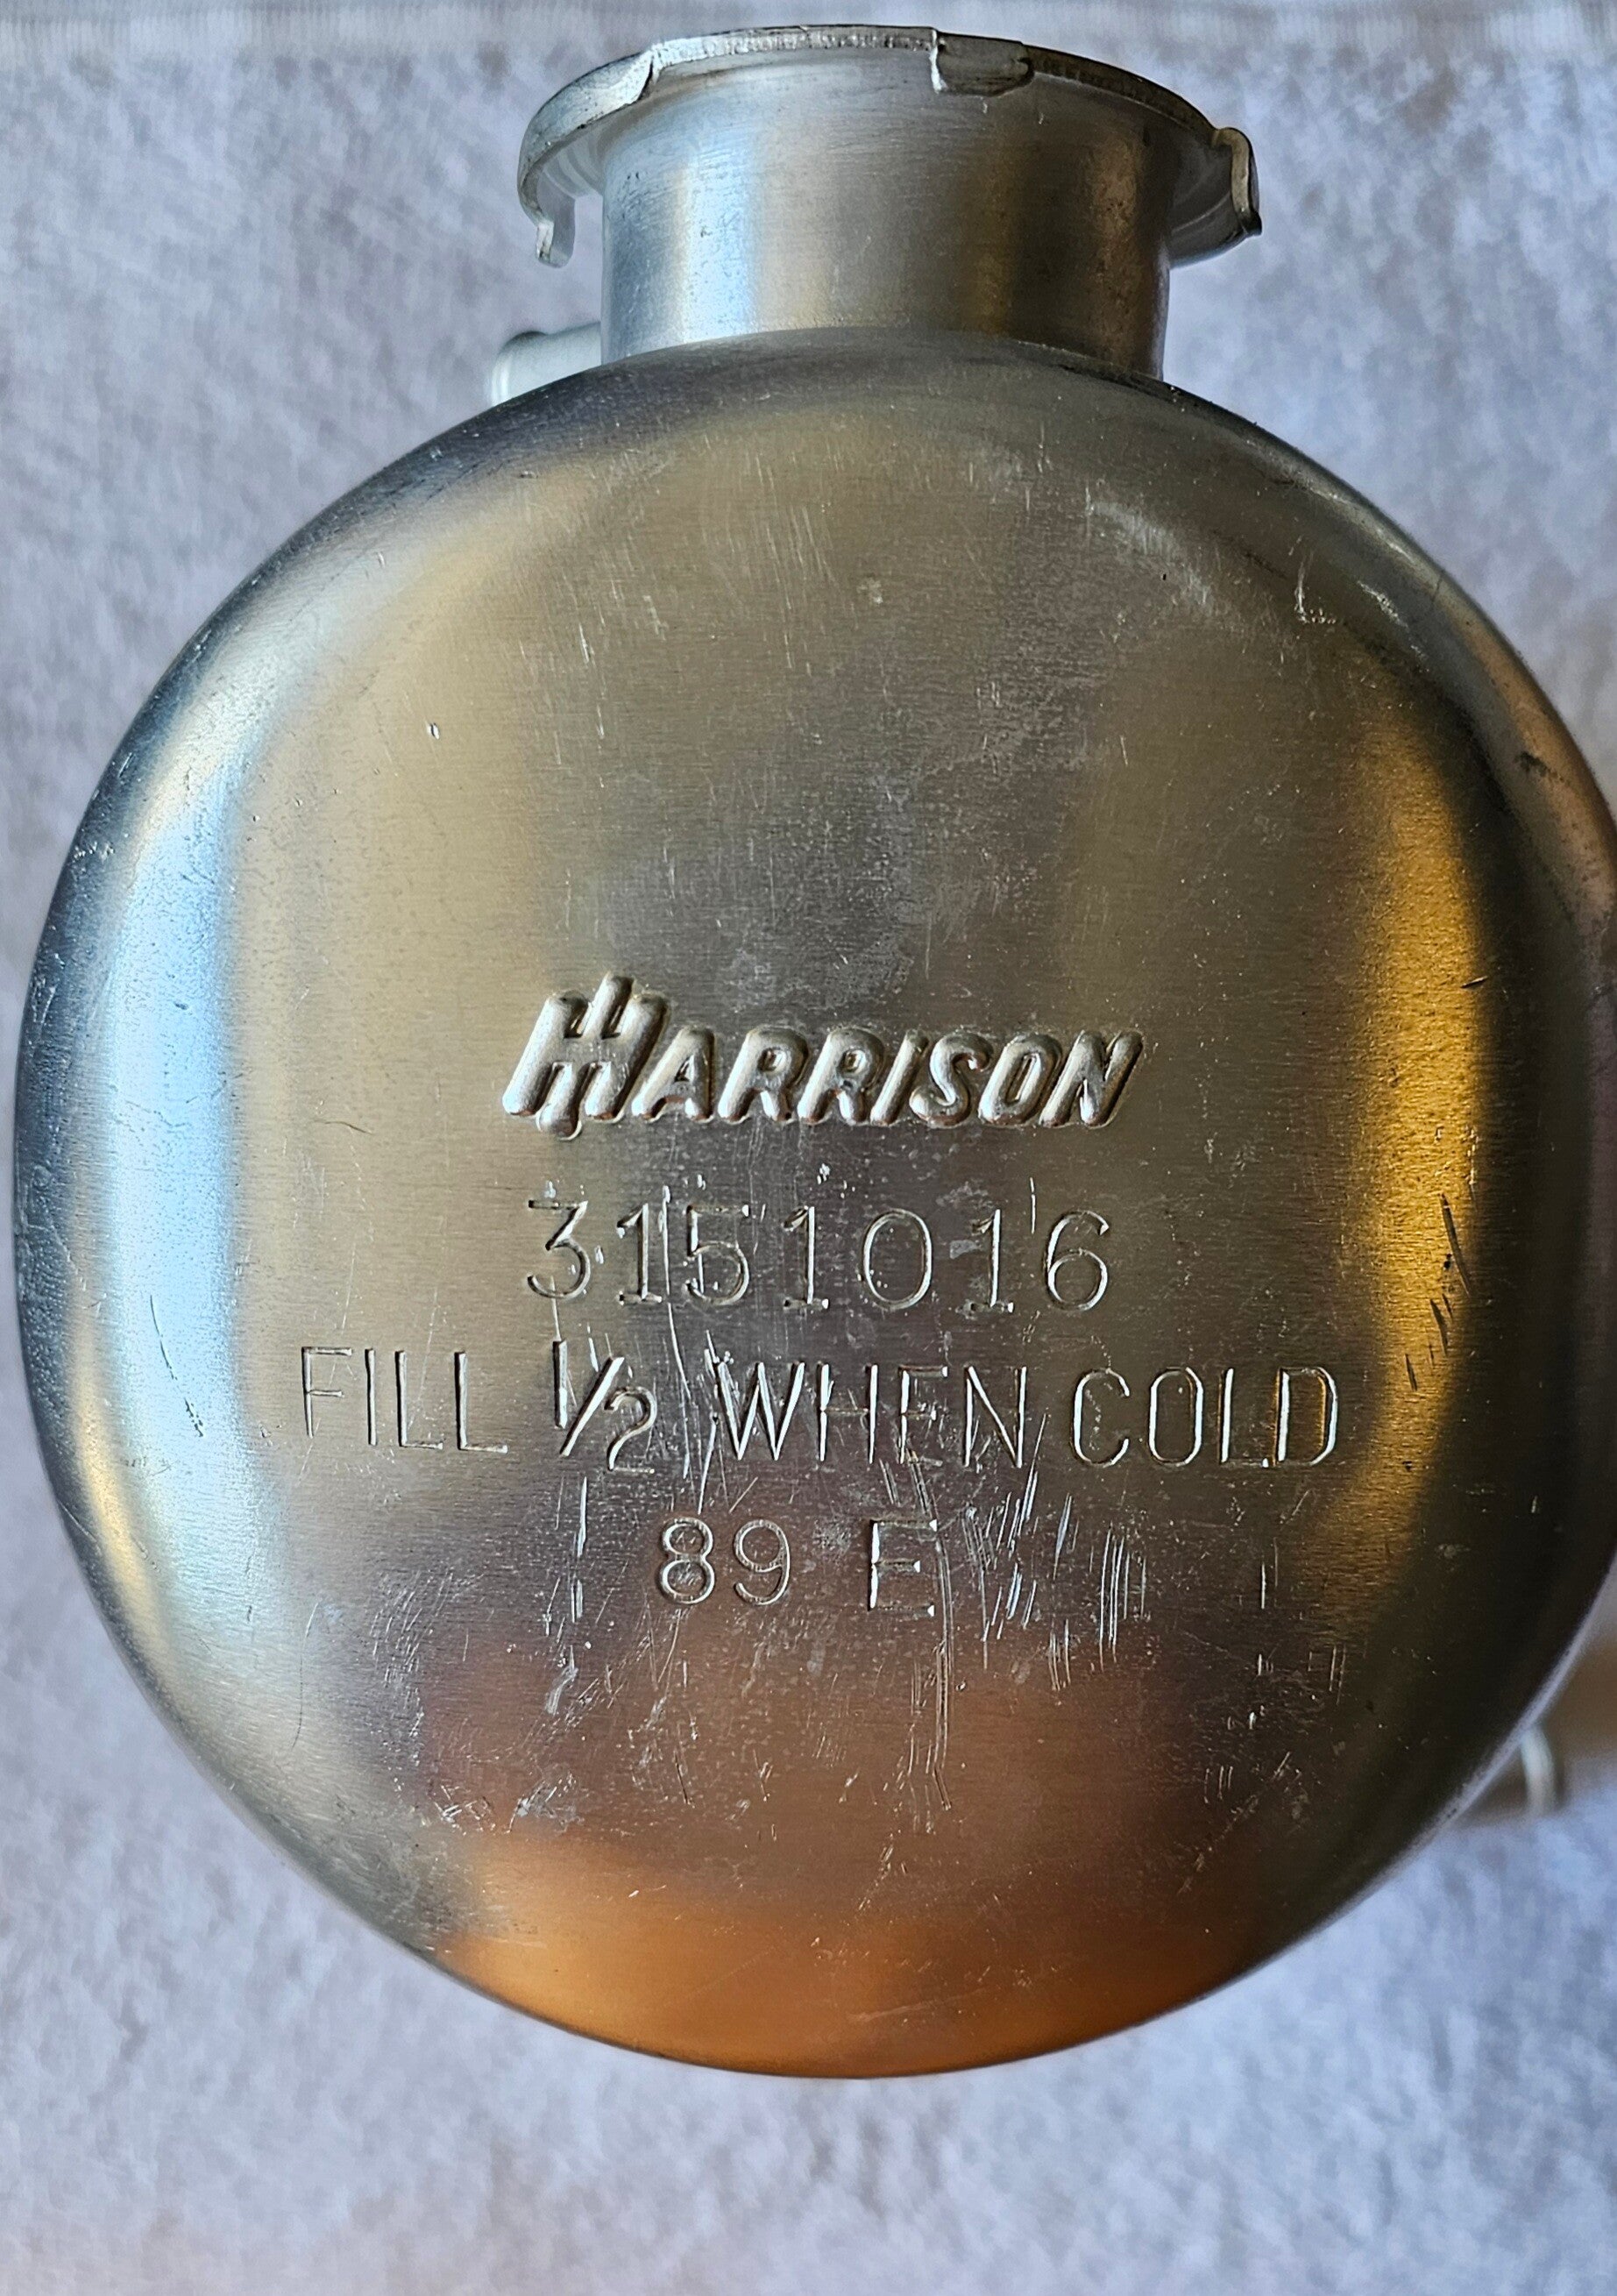 HARRISON
3151016
FILL 1/2 WHEN COLD
89 E